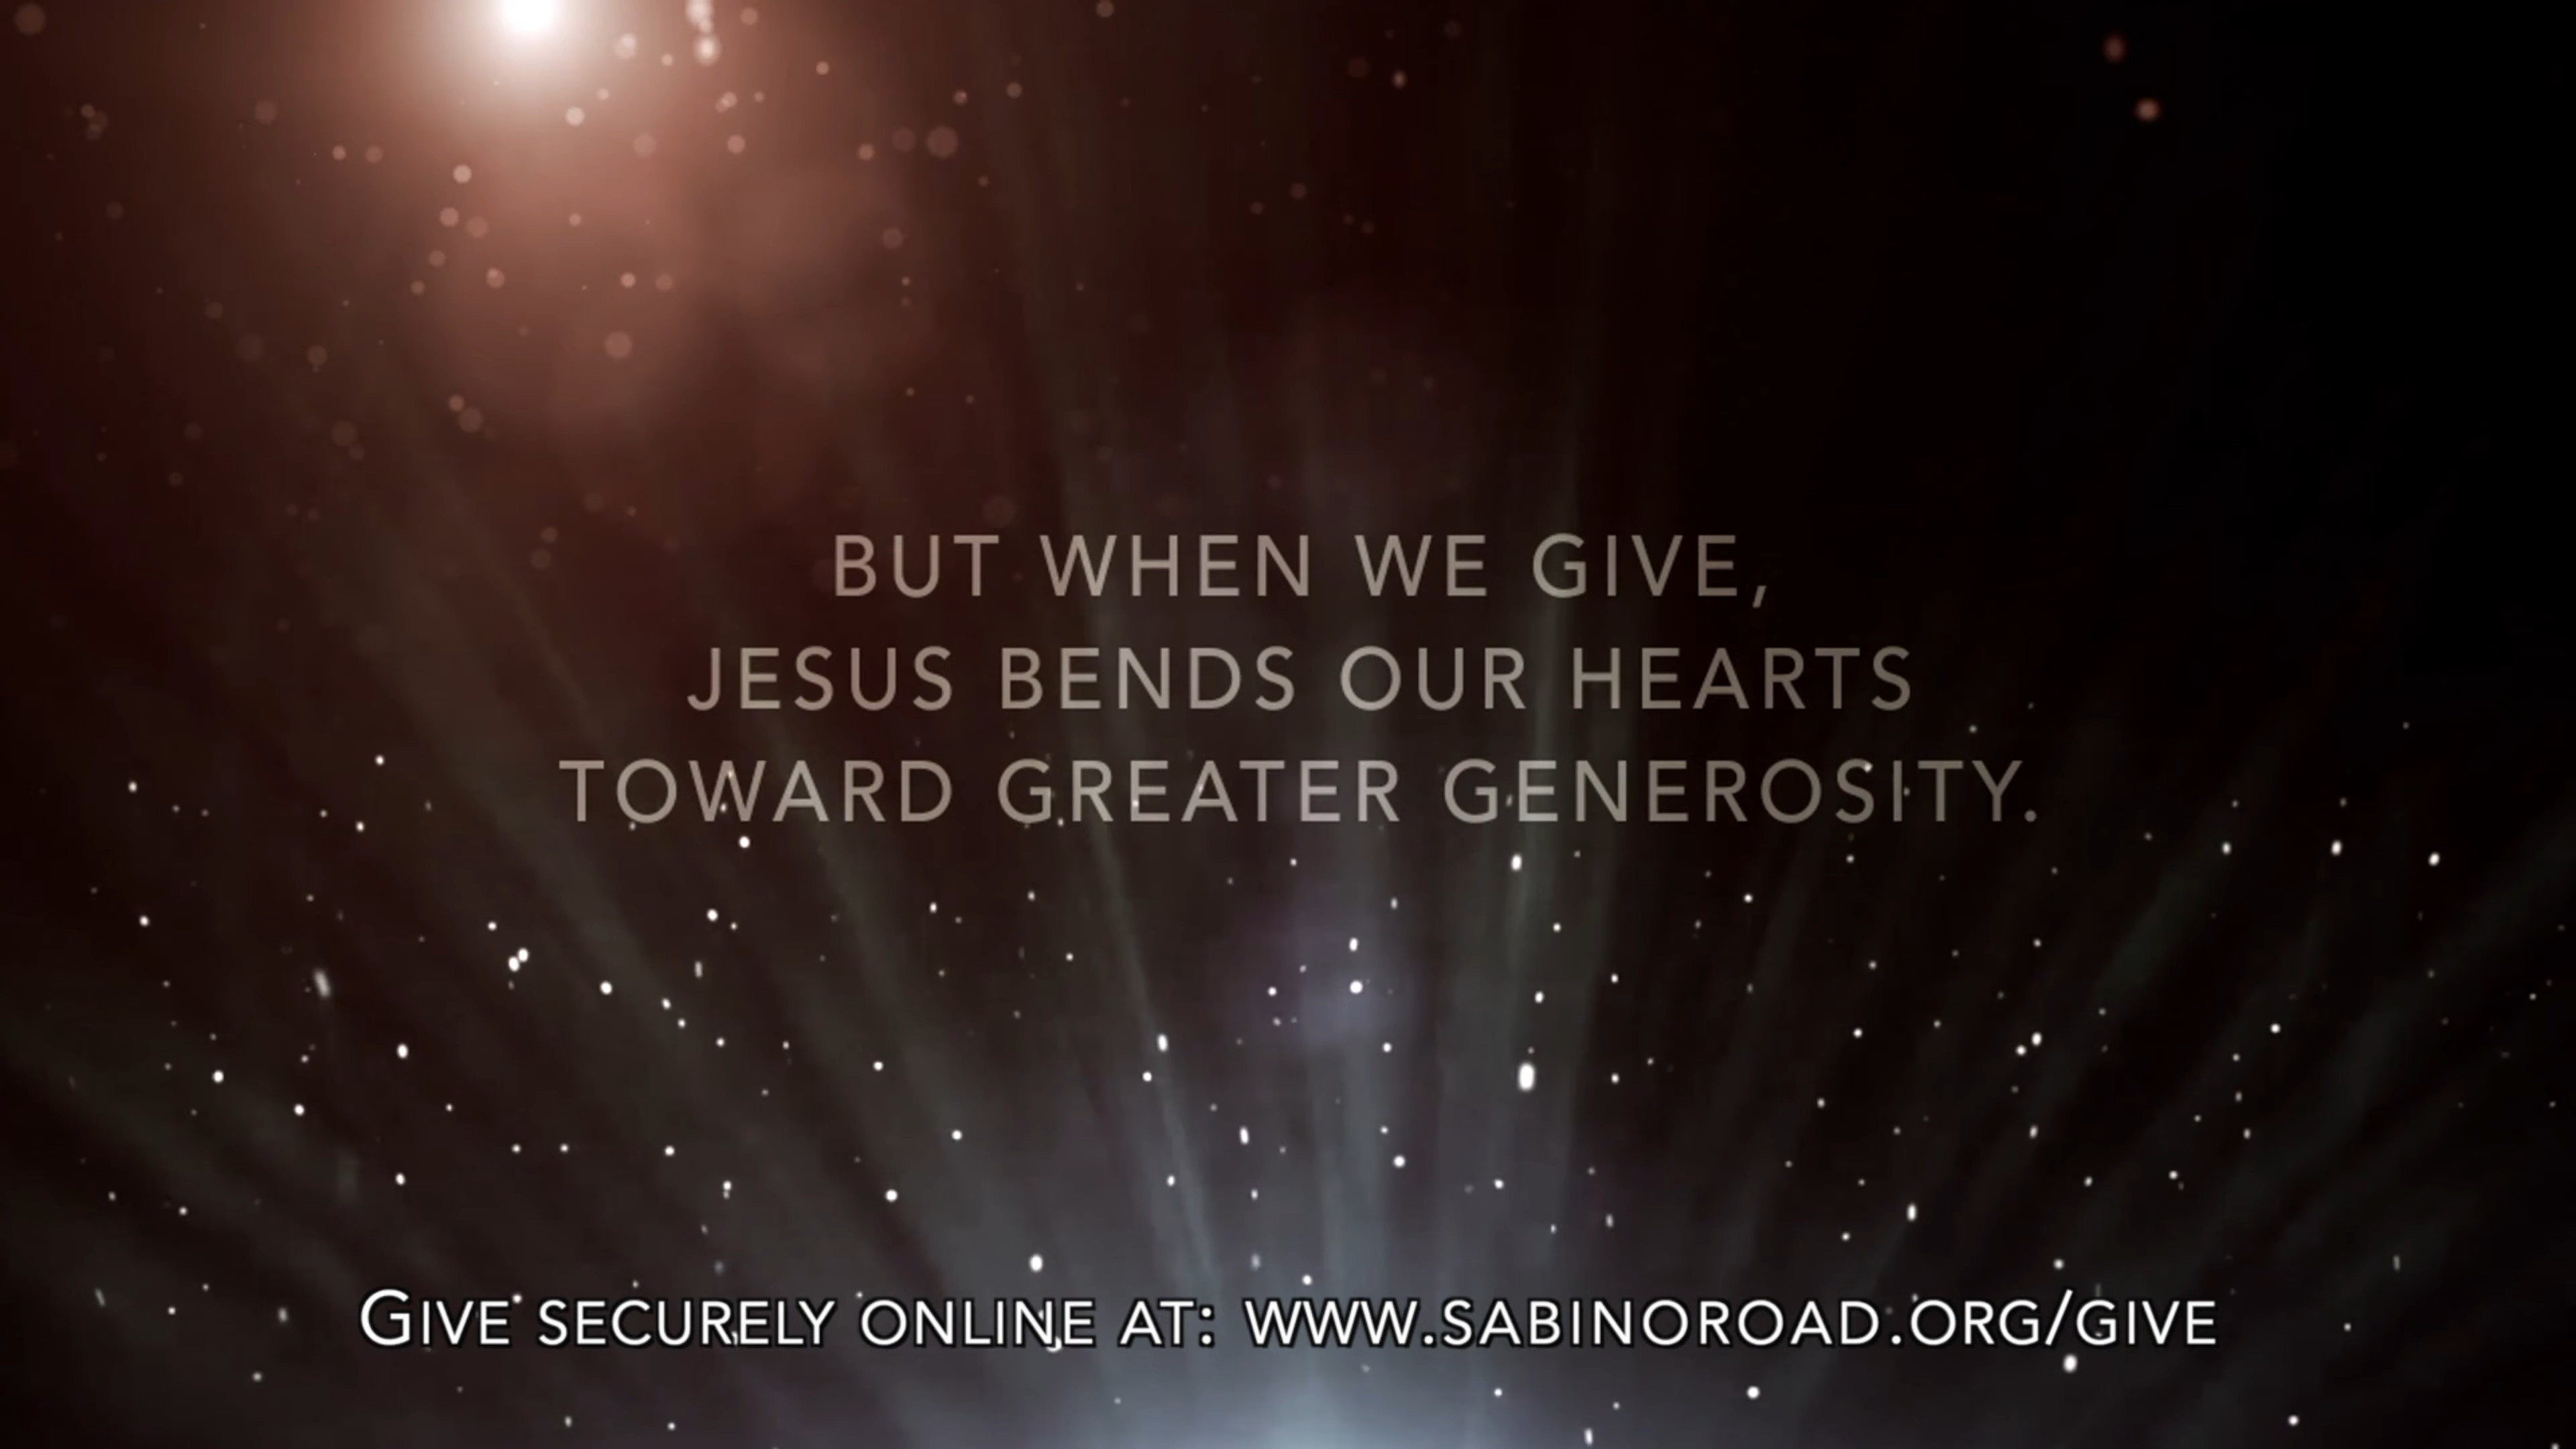 BUT WHEN WE GIVE,
JESUS BENDS OUR HEARTS
TOWARD GREATER GENEROSITY.
GIVE SECURELY ONLINE AT: WWW.SABINOROAD.ORG/GIVE